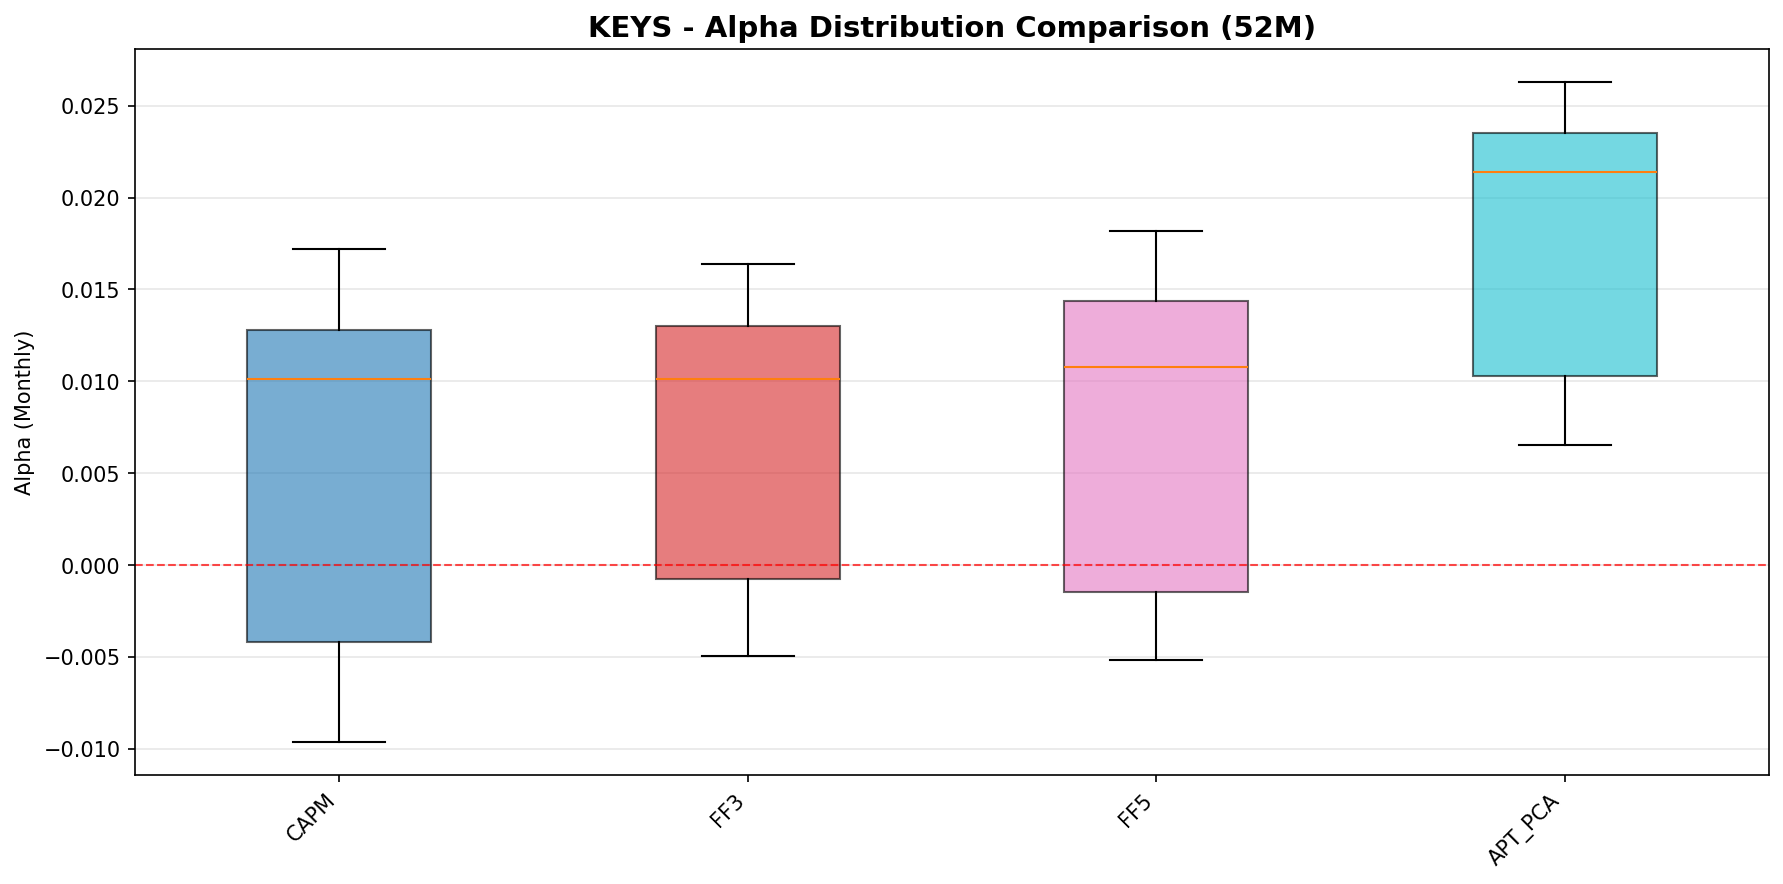 KEYS - Alpha Distribution Comparison (52M)
Alpha (Monthly)
0.025
0.020
0.015
0.010
0.005
0.000
−0.005
−0.010
CAPM
FF3
FF5
APT_PCA